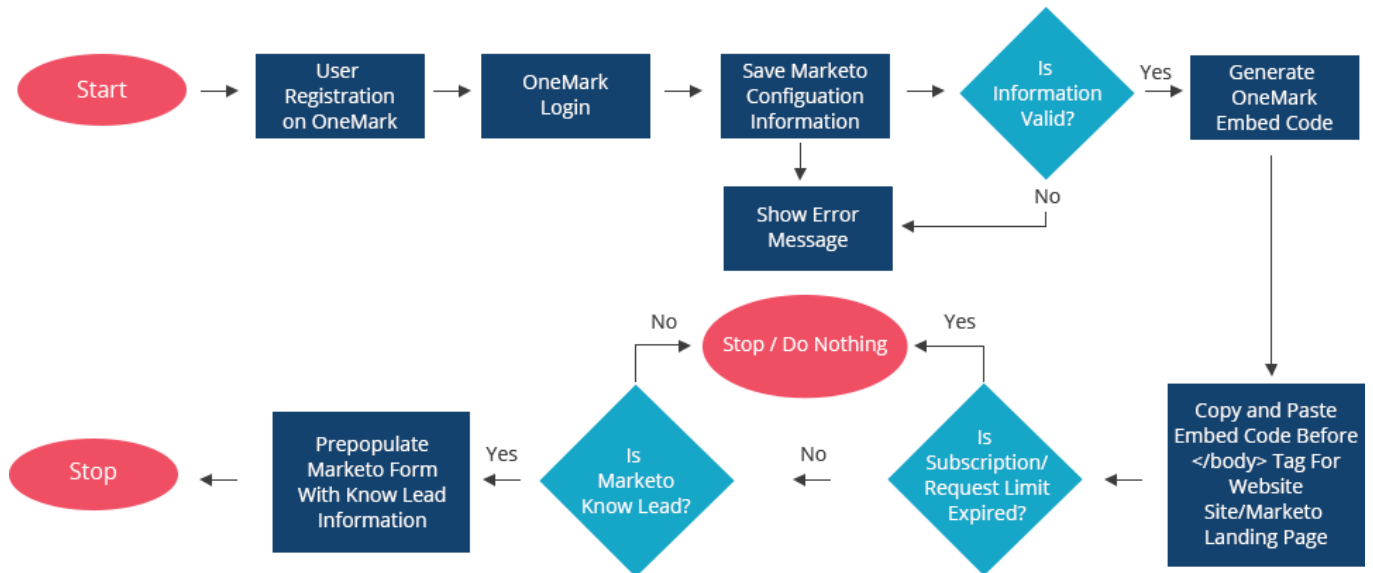 Start
User
Registration
on OneMark
OneMark
Login
Save Marketo
Configuation
Information
Is
Information
Valid?
Yes
Generate
OneMark
Embed Code
No
Show Error
Message
No
Stop / Do Nothing
Yes
Stop
Prepopulate
Marketo Form
With Know Lead
Information
Yes
Is
Marketo
Know Lead?
No
Is
Subscription/
Request Limit
Expired?
Copy and Paste
Embed Code Before
</body> Tag For
Website
Site/Marketo
Landing Page